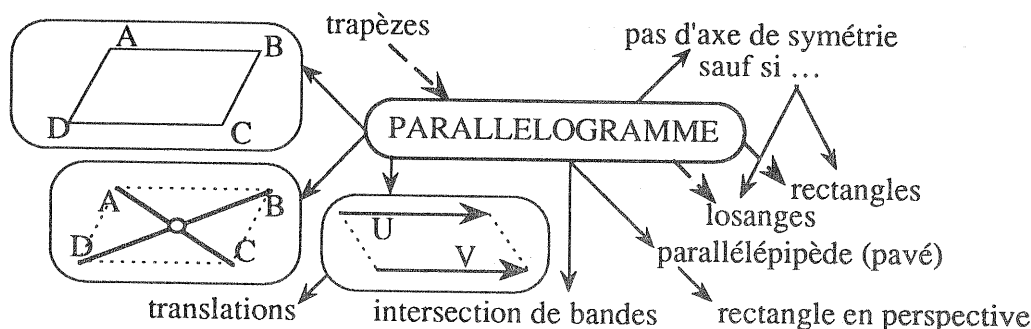 trapèzes
pas d'axe de symétrie
sauf si ...
A
B
D
C
PARALLELOGRAMME
rectangles
losanges
A
B
D
C
U
V
parallélépipède (pavé)
translations
intersection de bandes
rectangle en perspective